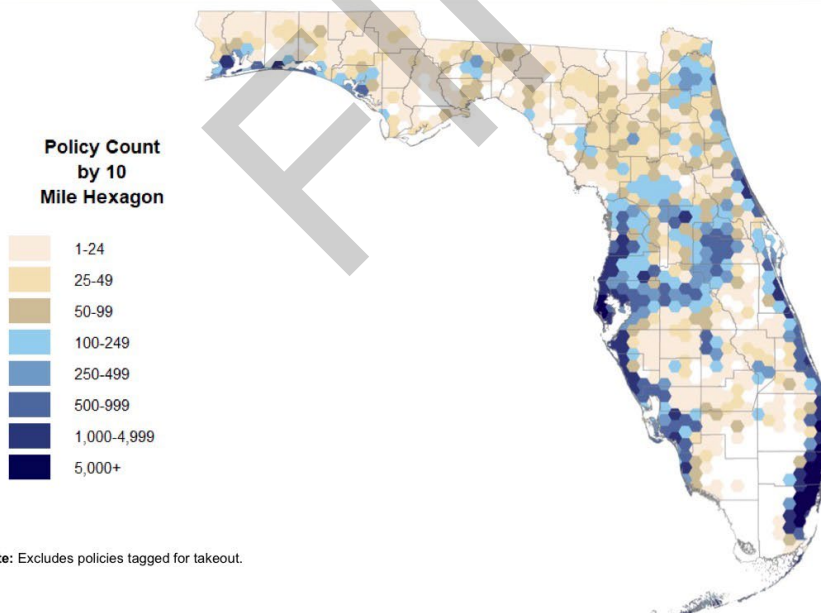 Policy Count
by 10
Mile Hexagon
1-24
25-49
50-99
100-249
250-499
500-999
1,000-4,999
5,000+
te: Excludes policies tagged for takeout.